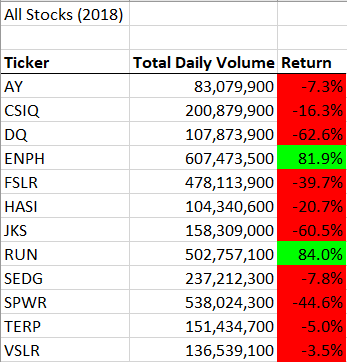 All Stocks (2018)
Ticker Total Daily Volume Return
AY 83,079,900 -7.3%
CSIQ 200,879,900 -16.3%
DQ 107,873,900 -62.6%
ENPH 607,473,500 81.9%
FSLR 478,113,900 -39.7%
HASI 104,340,600 -20.7%
JKS 158,309,000 -60.5%
RUN 502,757,100 84.0%
SEDG 237,212,300 -7.8%
SPWR 538,024,300 -44.6%
TERP 151,434,700 -5.0%
VSLR 136,539,100 -3.5%